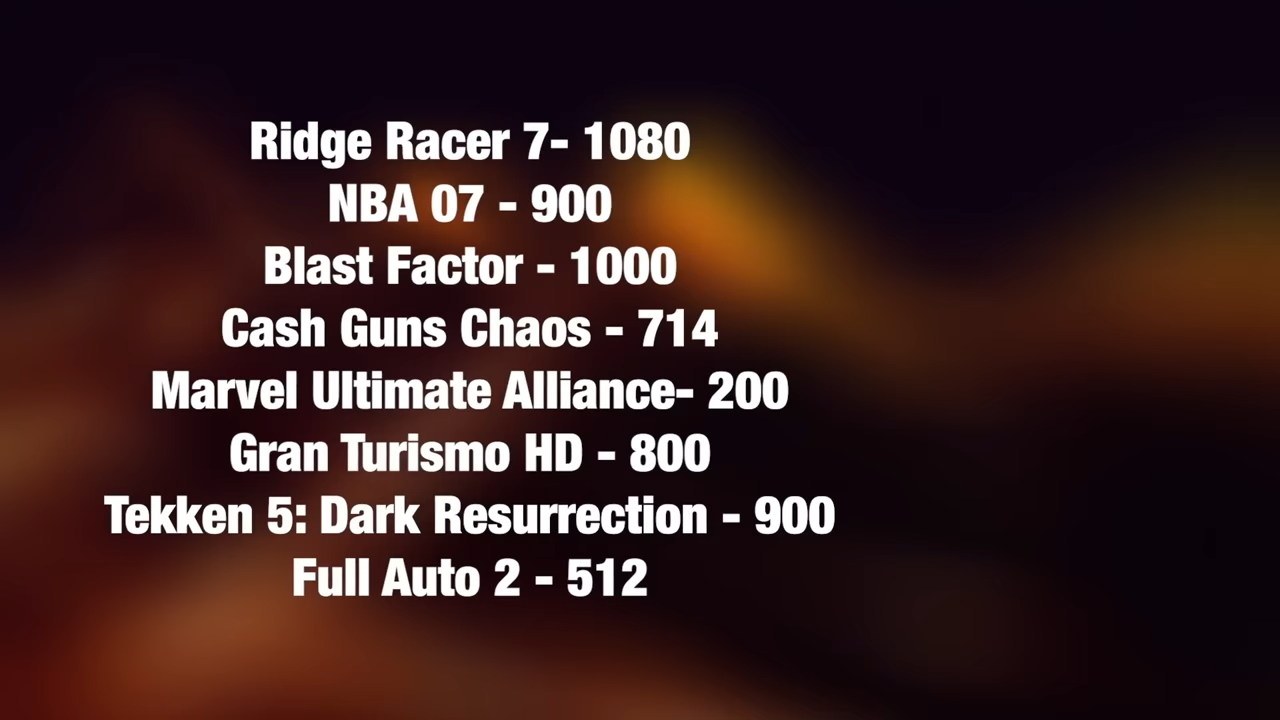 Ridge Racer 7- 1080
NBA 07 - 900
Blast Factor - 1000
Cash Guns Chaos - 714
Marvel Ultimate Alliance- 200
Gran Turismo HD - 800
Tekken 5: Dark Resurrection - 900
Full Auto 2 - 512